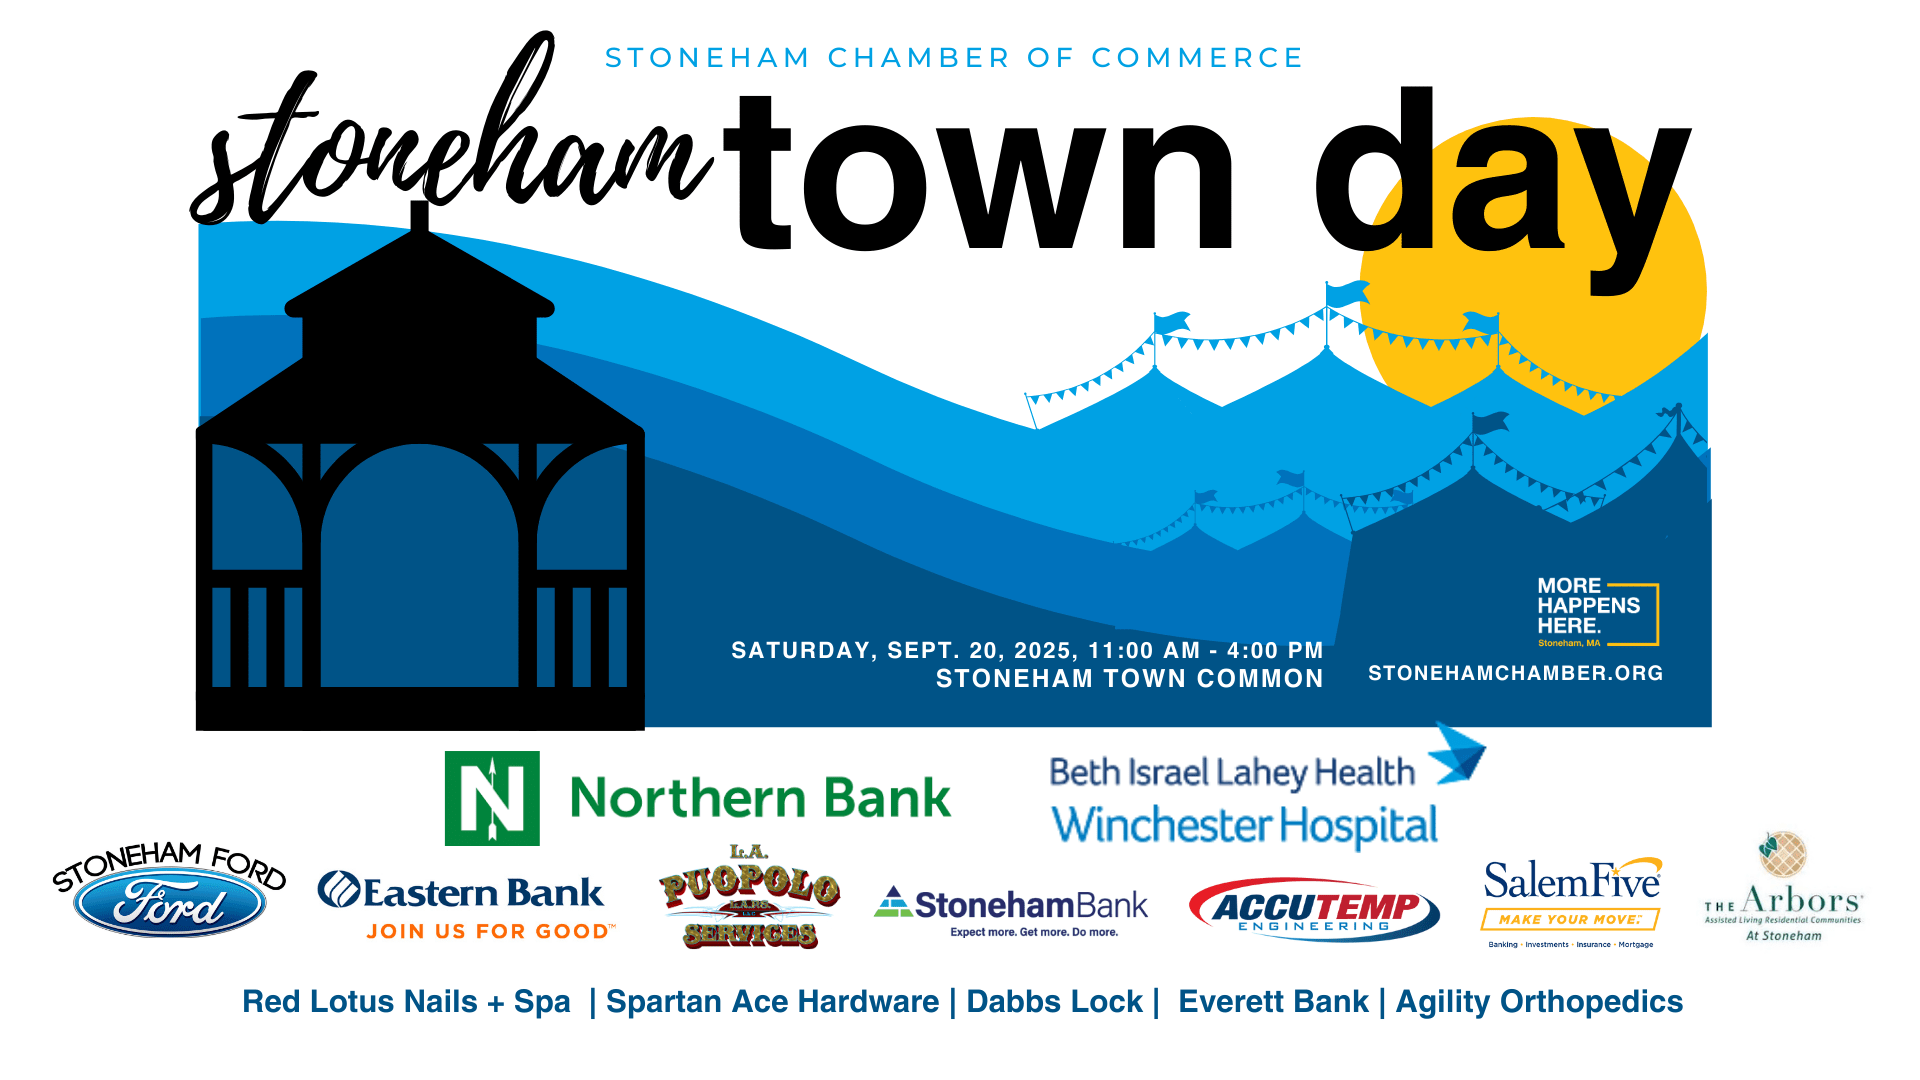 STONEHAM CHAMBER OF COMMERCE
stoneham town day
MORE
HAPPENS
HERE.
Stoneham, MA
SATURDAY, SEPT. 20, 2025, 11:00 AM - 4:00 PM
STONEHAM TOWN COMMON
STONEHAMCHAMBER.ORG
N Northern Bank
Beth Israel Lahey Health
Winchester Hospital
STONEHAM FORD
Ford
Eastern Bank
JOIN US FOR GOOD™
L.A.
PUOPOLO
& ABR
LLC
SERVICES
StonehamBank
Expect more. Get more. Do more.
ACCUTEMP
ENGINEERING
SalemFive®
MAKE YOUR MOVE.™
Banking • Investments • Insurance • Mortgage
THE Arbors®
Assisted Living Residential Communities
At Stoneham
Red Lotus Nails + Spa | Spartan Ace Hardware | Dabbs Lock | Everett Bank | Agility Orthopedics